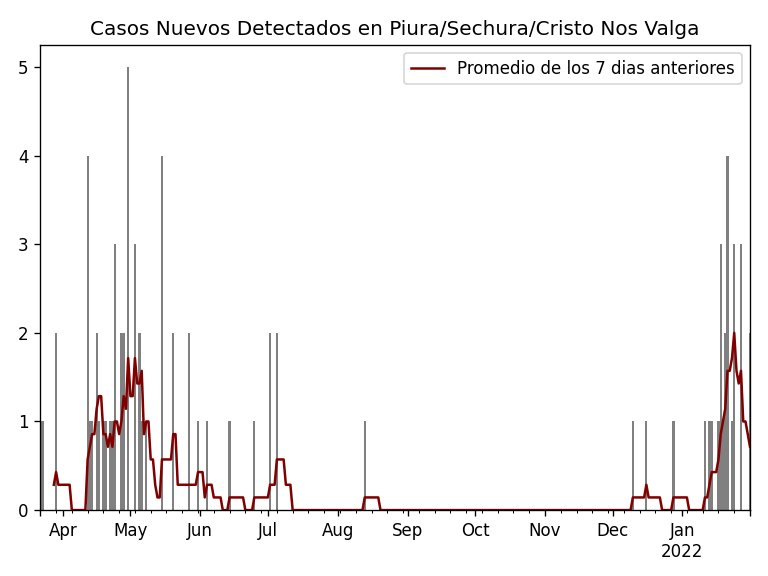 Casos Nuevos Detectados en Piura/Sechura/Cristo Nos Valga
Promedio de los 7 dias anteriores
5
4
3
2
1
0
Apr May Jun Jul Aug Sep Oct Nov Dec Jan
2022